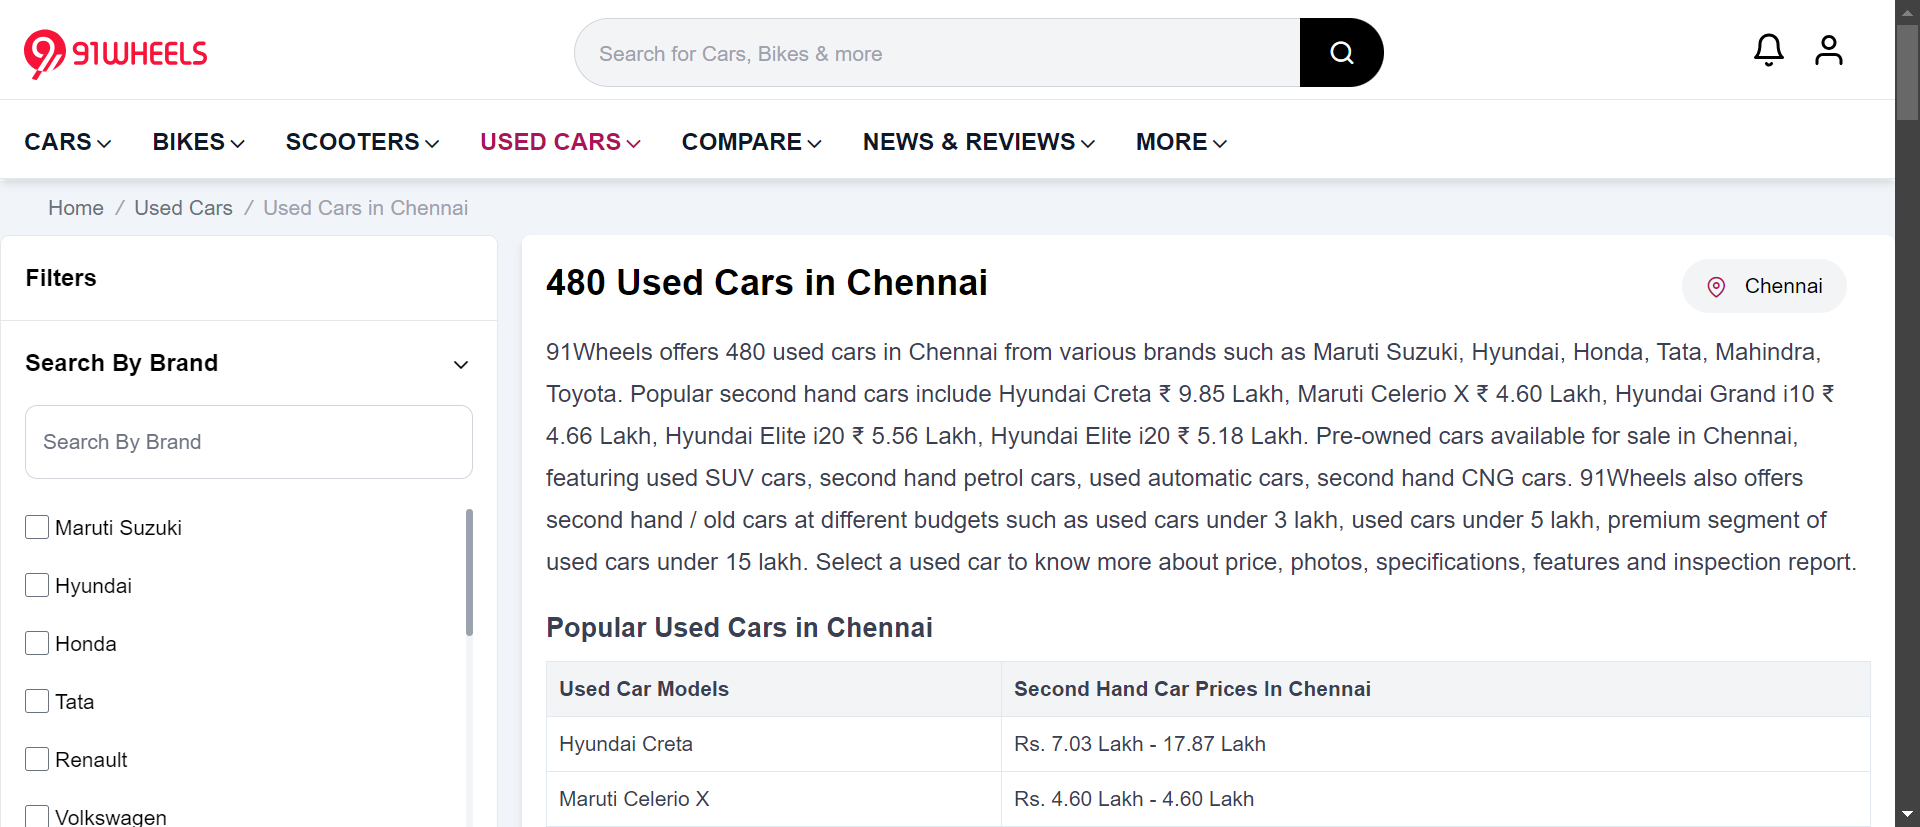 91WHEELS
Search for Cars, Bikes & more
CARS BIKES SCOOTERS USED CARS COMPARE NEWS & REVIEWS MORE
Home / Used Cars / Used Cars in Chennai
Filters
Search By Brand
Search By Brand
Maruti Suzuki
Hyundai
Honda
Tata
Renault
Volkswagen
480 Used Cars in Chennai
Chennai
91Wheels offers 480 used cars in Chennai from various brands such as Maruti Suzuki, Hyundai, Honda, Tata, Mahindra,
Toyota. Popular second hand cars include Hyundai Creta ₹ 9.85 Lakh, Maruti Celerio X ₹ 4.60 Lakh, Hyundai Grand i10 ₹
4.66 Lakh, Hyundai Elite i20 ₹ 5.56 Lakh, Hyundai Elite i20 ₹ 5.18 Lakh. Pre-owned cars available for sale in Chennai,
featuring used SUV cars, second hand petrol cars, used automatic cars, second hand CNG cars. 91Wheels also offers
second hand / old cars at different budgets such as used cars under 3 lakh, used cars under 5 lakh, premium segment of
used cars under 15 lakh. Select a used car to know more about price, photos, specifications, features and inspection report.
Popular Used Cars in Chennai
Used Car Models Second Hand Car Prices In Chennai
Hyundai Creta Rs. 7.03 Lakh - 17.87 Lakh
Maruti Celerio X Rs. 4.60 Lakh - 4.60 Lakh